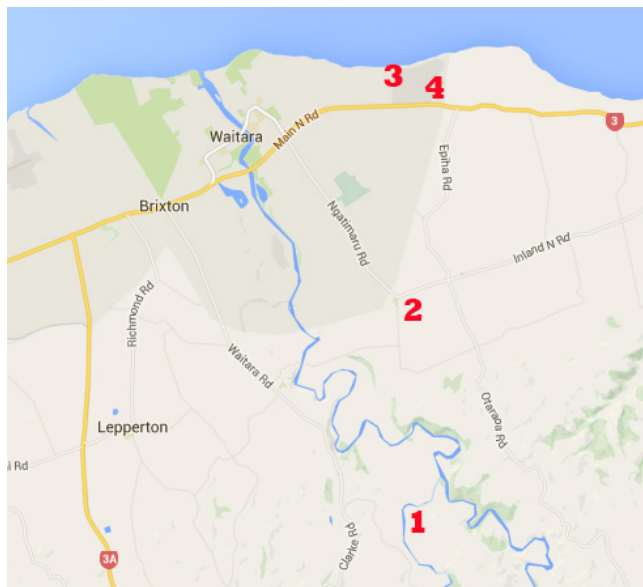 3
4
Main N Rd
3
Waitara
Epiha Rd
Brixton
Ngatimaru Rd
Inland N Rd
2
Richmond Rd
Waitara Rd
Otaraoa Rd
Lepperton
i Rd
1
Clarke Rd
3A